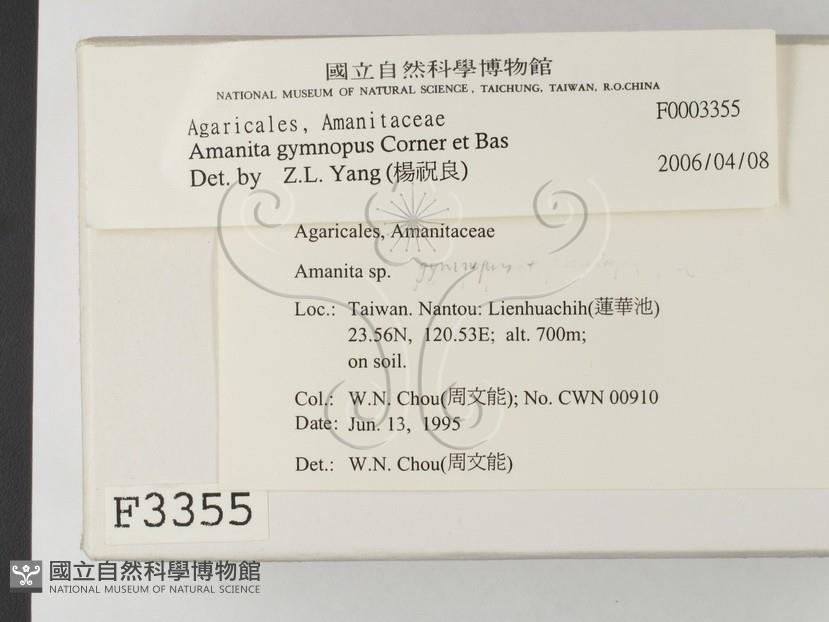 國立自然科學博物館
NATIONAL MUSEUM OF NATURAL SCIENCE, TAICHUNG, TAIWAN, R.O.CHINA
Agaricales, Amanitaceae F0003355
Amanita gymnopus Corner et Bas
Det. by Z.L. Yang (楊祝良) 2006/04/08
Agaricales, Amanitaceae
Amanita sp.
Loc.: Taiwan. Nantou: Lienhuachih(蓮華池)
23.56N, 120.53E; alt. 700m;
on soil.
Col.: W.N. Chou(周文能); No. CWN 00910
Date: Jun. 13, 1995
Det.: W.N. Chou(周文能)
F3355
國立自然科學博物館
NATIONAL MUSEUM OF NATURAL SCIENCE